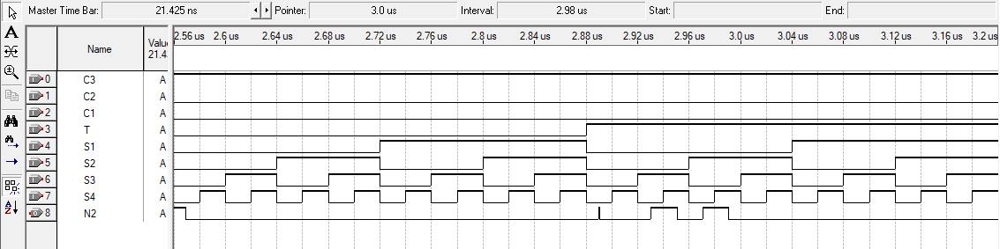 Master Time Bar: 21.425 ns Pointer: 3.0 us Interval: 2.98 us Start: End:
2.56 us 2.6 us 2.64 us 2.68 us 2.72 us 2.76 us 2.8 us 2.84 us 2.88 us 2.92 us 2.96 us 3.0 us 3.04 us 3.08 us 3.12 us 3.16 us 3.2 us
Name
Value
21.4
0 C3 A
1 C2 A
2 C1 A
3 T A
4 S1 A
5 S2 A
6 S3 A
7 S4 A
8 N2 A